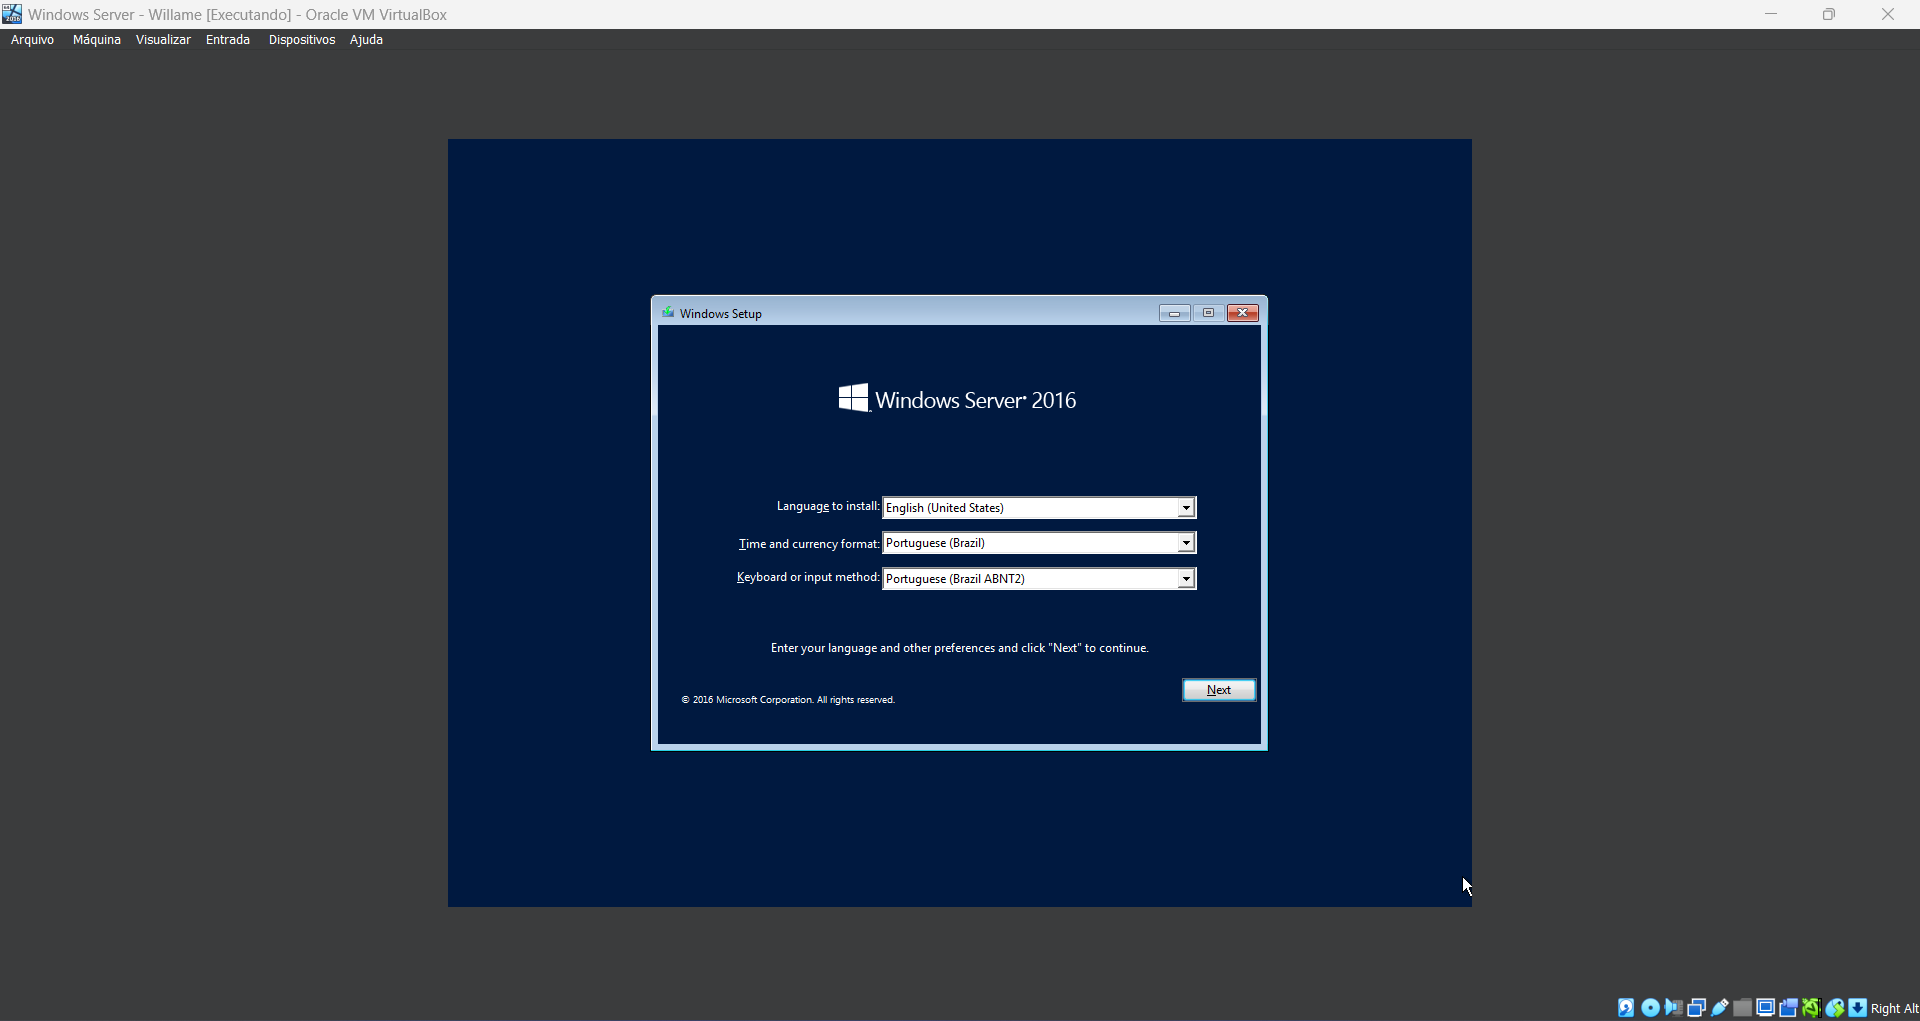 Windows Server - Willame [Executando] - Oracle VM VirtualBox
Arquivo Máquina Visualizar Entrada Dispositivos Ajuda
Windows Setup
Windows Server® 2016
Language to install: English (United States)
Time and currency format: Portuguese (Brazil)
Keyboard or input method: Portuguese (Brazil ABNT2)
Enter your language and other preferences and click "Next" to continue.
Next
© 2016 Microsoft Corporation. All rights reserved.
Right Alt